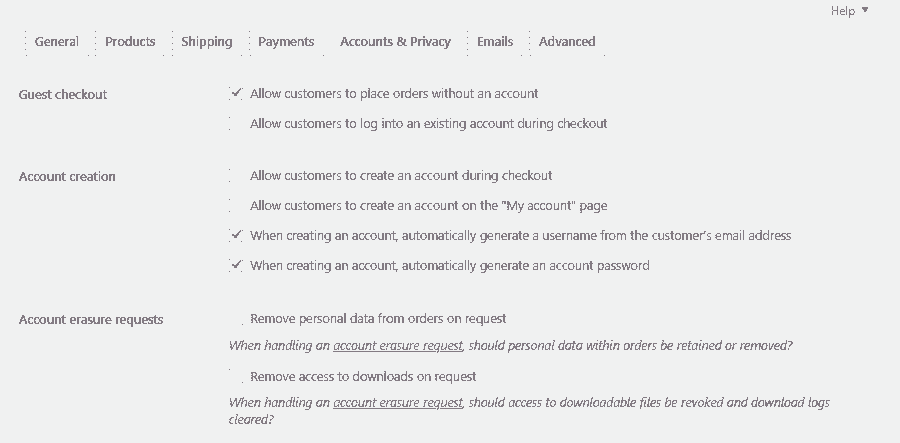 Help
General Products Shipping Payments Accounts & Privacy Emails Advanced
Guest checkout
Allow customers to place orders without an account
Allow customers to log into an existing account during checkout
Account creation
Allow customers to create an account during checkout
Allow customers to create an account on the "My account" page
When creating an account, automatically generate a username from the customer's email address
When creating an account, automatically generate an account password
Account erasure requests
Remove personal data from orders on request
When handling an account erasure request, should personal data within orders be retained or removed?
Remove access to downloads on request
When handling an account erasure request, should access to downloadable files be revoked and download logs
cleared?